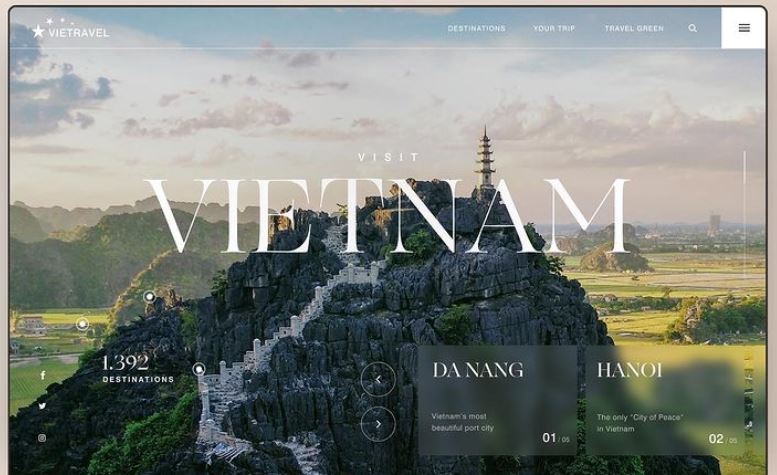 VIETRAVEL
DESTINATIONS
YOUR TRIP
TRAVEL GREEN
VISIT
VIETNAM
1.392
DESTINATIONS
DA NANG
Vietnam's most
beautiful port city
01 / 05
HANOI
The only "City of Peace"
in Vietnam
02 / 05